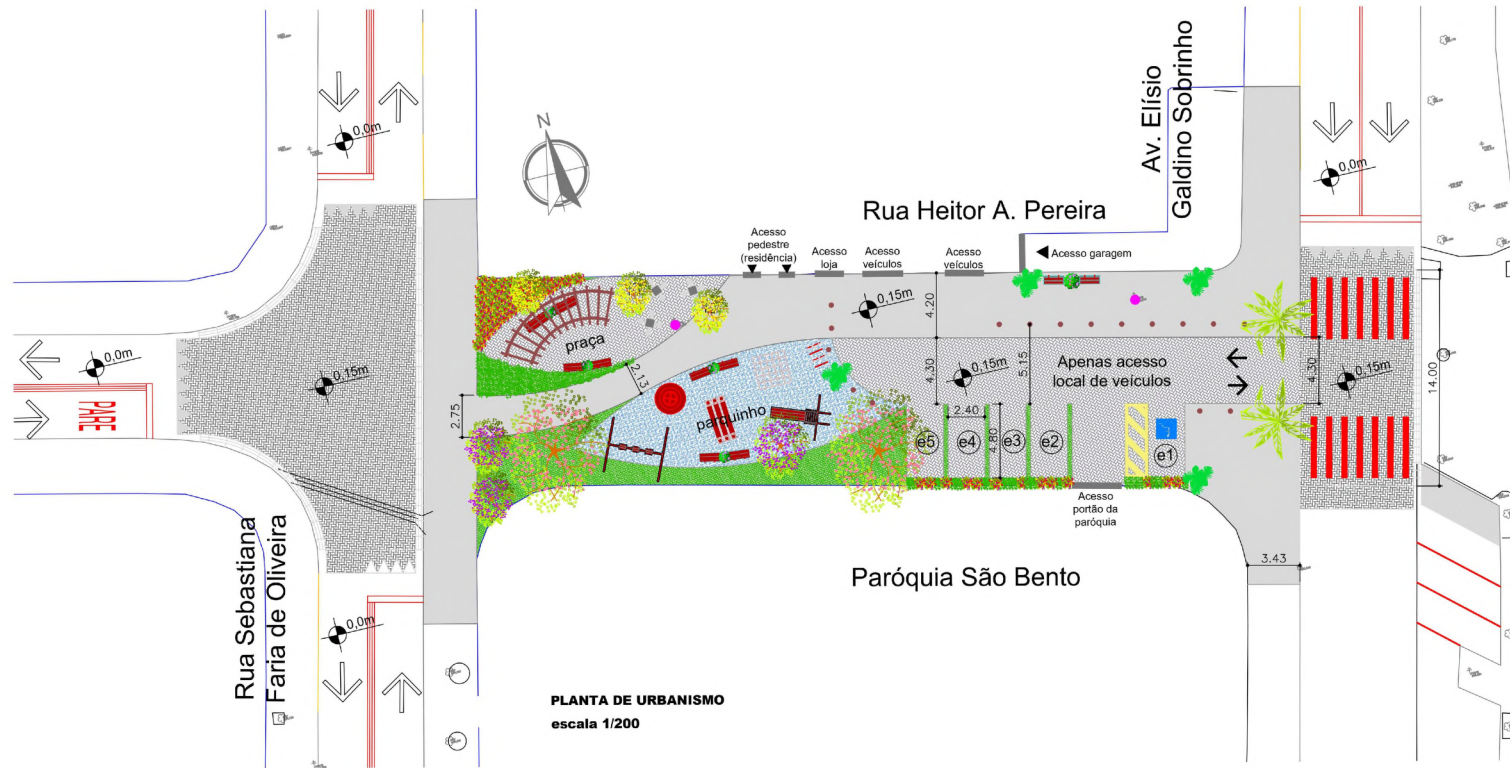 N
0,0m
0,0m
0,0m
0,15m
0,0m
PARE
Rua Sebastiana
Faria de Oliveira
Rua Heitor A. Pereira
Av. Elísio
Galdino Sobrinho
Acesso
pedestre
(residência)
Acesso
loja
Acesso
veículos
Acesso
veículos
Acesso garagem
praça
parquinho
2.75
2.13
0,15m
4.20
4.30
5.15
0,15m
Apenas acesso
local de veículos
4.30
0,15m
14.00
2.40
4.80
e5
e4
e3
e2
e1
Acesso
portão da
paróquia
3.43
Paróquia São Bento
PLANTA DE URBANISMO
escala 1/200